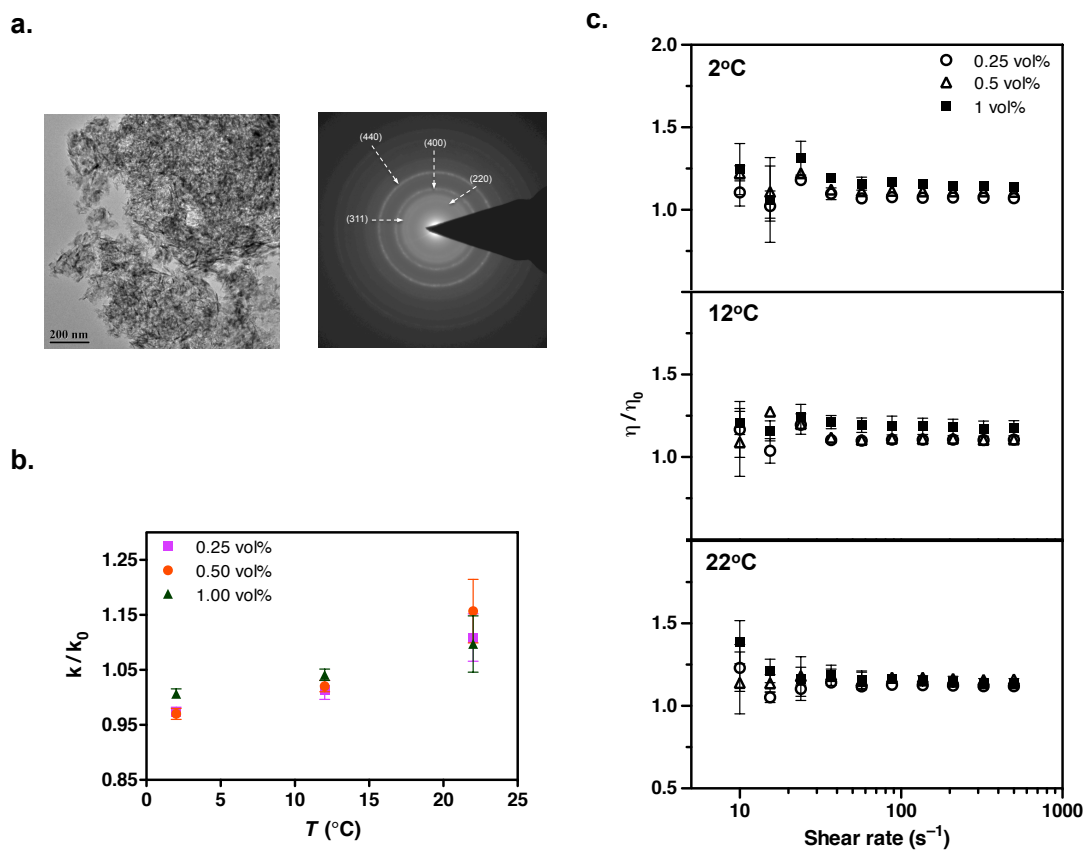 a.
200 nm
(440)
(400)
(220)
(311)
b.
0.25 vol%
0.50 vol%
1.00 vol%
k / k0
1.25
1.15
1.05
0.95
0.85
0
5
10
15
20
25
T (°C)
c.
2°C
0.25 vol%
0.5 vol%
1 vol%
2.0
1.5
1.0
12°C
1.5
1.0
η /η0
22°C
1.5
1.0
0.5
10
100
1000
Shear rate (s⁻¹)